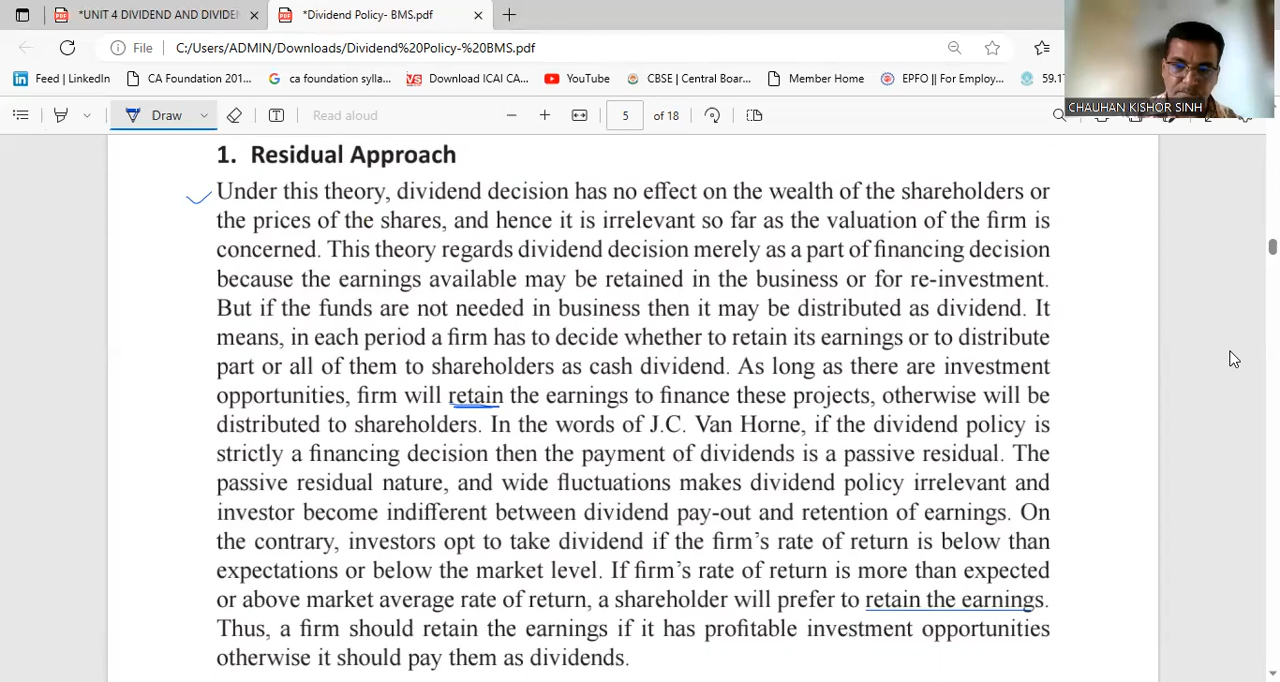 *UNIT 4 DIVIDEND AND DIVIDE
*Dividend Policy- BMS.pdf
File C:/Users/ADMIN/Downloads/Dividend%20Policy-%20BMS.pdf
Feed | LinkedIn CA Foundation 201... ca foundation sylla... Download ICAI CA... YouTube CBSE | Central Boar... Member Home EPFO || For Employ... 59.1
CHAUHAN KISHOR SINH
Draw Read aloud 5 of 18
1. Residual Approach
Under this theory, dividend decision has no effect on the wealth of the shareholders or
the prices of the shares, and hence it is irrelevant so far as the valuation of the firm is
concerned. This theory regards dividend decision merely as a part of financing decision
because the earnings available may be retained in the business or for re-investment.
But if the funds are not needed in business then it may be distributed as dividend. It
means, in each period a firm has to decide whether to retain its earnings or to distribute
part or all of them to shareholders as cash dividend. As long as there are investment
opportunities, firm will retain the earnings to finance these projects, otherwise will be
distributed to shareholders. In the words of J.C. Van Horne, if the dividend policy is
strictly a financing decision then the payment of dividends is a passive residual. The
passive residual nature, and wide fluctuations makes dividend policy irrelevant and
investor become indifferent between dividend pay-out and retention of earnings. On
the contrary, investors opt to take dividend if the firm's rate of return is below than
expectations or below the market level. If firm's rate of return is more than expected
or above market average rate of return, a shareholder will prefer to retain the earnings.
Thus, a firm should retain the earnings if it has profitable investment opportunities
otherwise it should pay them as dividends.